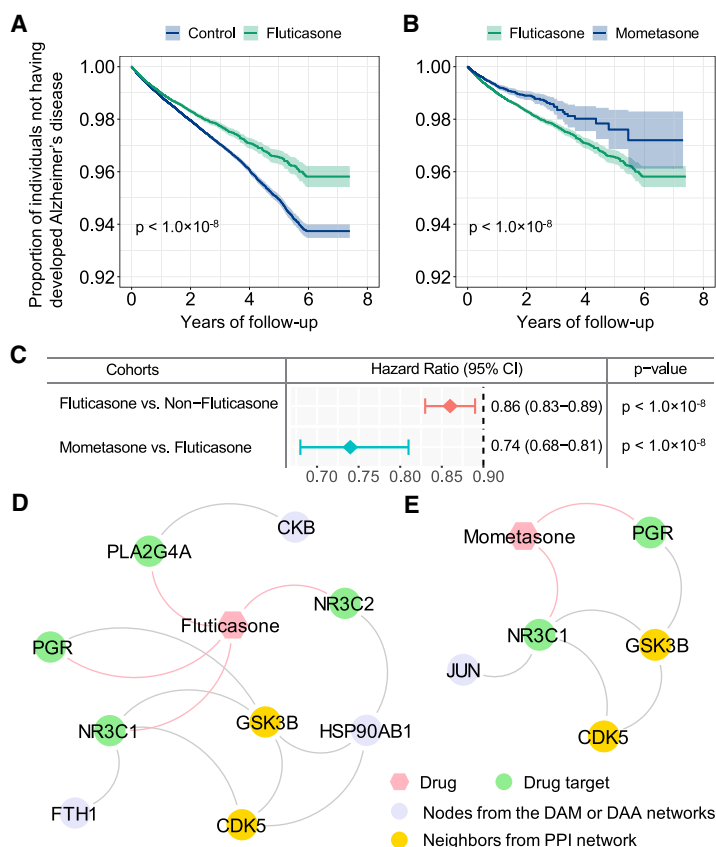 A
Control Fluticasone
Proportion of individuals not having
developed Alzheimer's disease
1.00
0.98
0.96
0.94
0.92
p < 1.0×10⁻⁸
0 2 4 6 8
Years of follow-up
B
Fluticasone Mometasone
1.00
0.98
0.96
0.94
0.92
p < 1.0×10⁻⁸
0 2 4 6 8
Years of follow-up
C
Cohorts Hazard Ratio (95% CI) p−value
Fluticasone vs. Non−Fluticasone 0.86 (0.83−0.89) p < 1.0×10⁻⁸
Mometasone vs. Fluticasone 0.74 (0.68−0.81) p < 1.0×10⁻⁸
0.70 0.75 0.80 0.85 0.90
D
CKB
PLA2G4A
NR3C2
Fluticasone
PGR
GSK3B
NR3C1
HSP90AB1
FTH1
CDK5
E
Mometasone
PGR
NR3C1
GSK3B
JUN
CDK5
Drug Drug target
Nodes from the DAM or DAA networks
Neighbors from PPI network